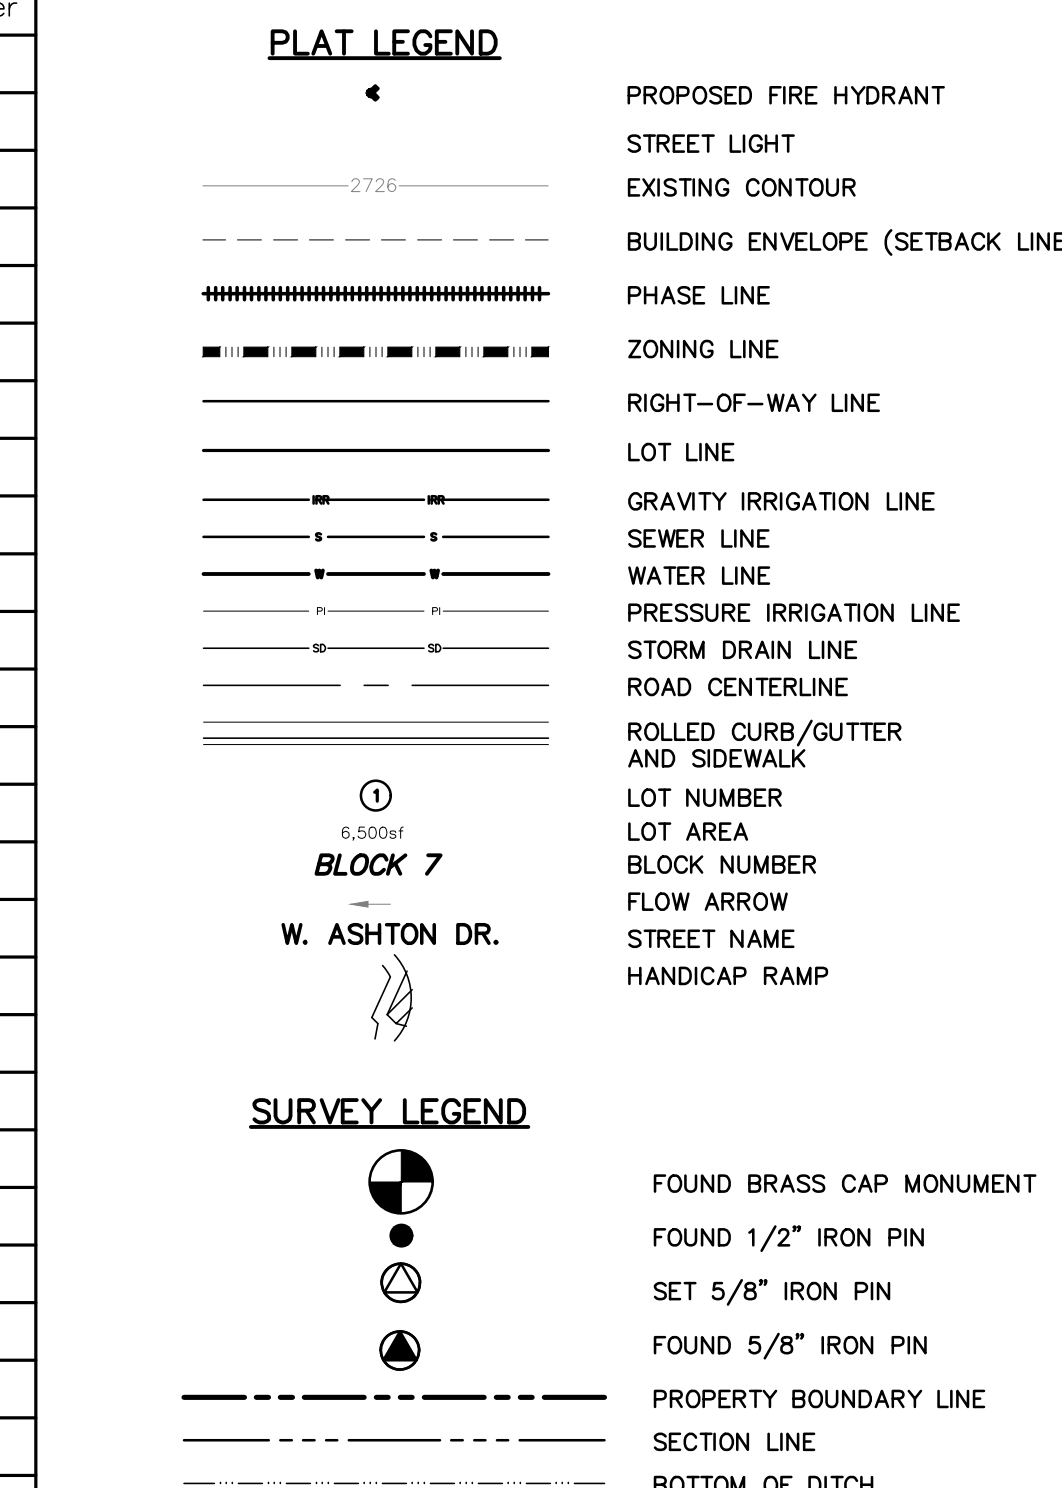 er
PLAT LEGEND
PROPOSED FIRE HYDRANT
STREET LIGHT
2726 EXISTING CONTOUR
BUILDING ENVELOPE (SETBACK LINE
PHASE LINE
ZONING LINE
RIGHT-OF-WAY LINE
LOT LINE
IRR IRR GRAVITY IRRIGATION LINE
S S SEWER LINE
W W WATER LINE
PI PI PRESSURE IRRIGATION LINE
SD SD STORM DRAIN LINE
ROAD CENTERLINE
ROLLED CURB/GUTTER
AND SIDEWALK
1 LOT NUMBER
6,500sf LOT AREA
BLOCK 7 BLOCK NUMBER
FLOW ARROW
W. ASHTON DR. STREET NAME
HANDICAP RAMP
SURVEY LEGEND
FOUND BRASS CAP MONUMENT
FOUND 1/2" IRON PIN
SET 5/8" IRON PIN
FOUND 5/8" IRON PIN
PROPERTY BOUNDARY LINE
SECTION LINE
BOTTOM OF DITCH